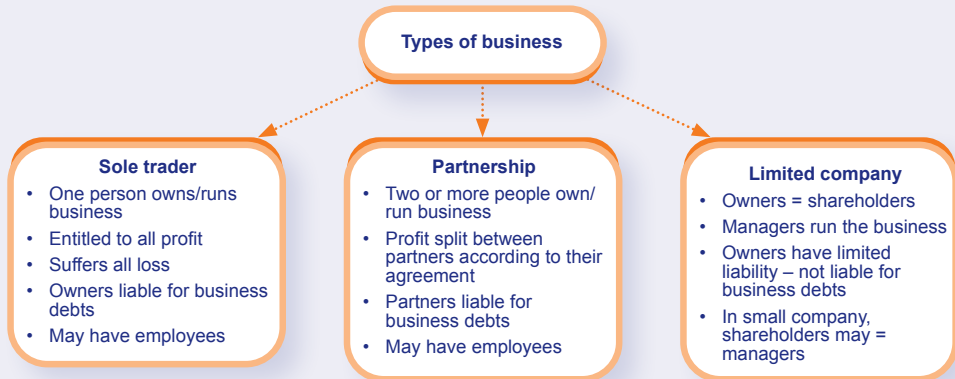 Types of business
Sole trader
• One person owns/runs
business
• Entitled to all profit
• Suffers all loss
• Owners liable for business
debts
• May have employees
Partnership
• Two or more people own/
run business
• Profit split between
partners according to their
agreement
• Partners liable for
business debts
• May have employees
Limited company
• Owners = shareholders
• Managers run the business
• Owners have limited
liability – not liable for
business debts
• In small company,
shareholders may =
managers